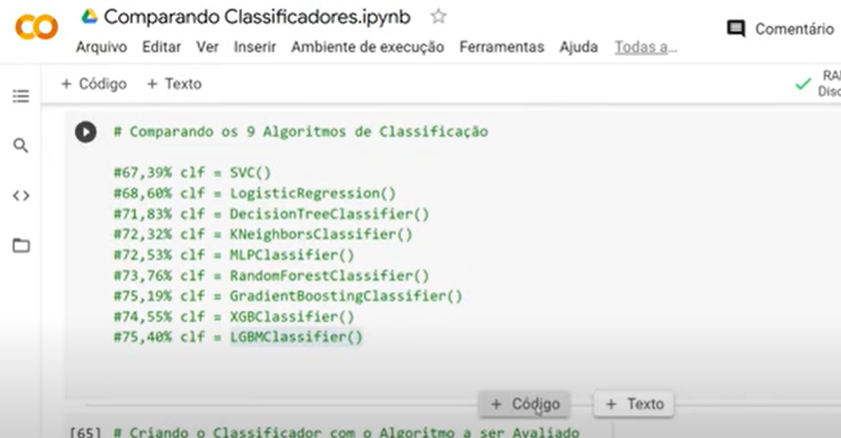 Comparando Classificadores.ipynb
Comentário
Arquivo Editar Ver Inserir Ambiente de execução Ferramentas Ajuda Todas a...
+ Código + Texto
# Comparando os 9 Algoritmos de Classificação
#67,39% clf = SVC()
#68,60% clf = LogisticRegression()
#71,83% clf = DecisionTreeClassifier()
#72,32% clf = KNeighborsClassifier()
#72,53% clf = MLPClassifier()
#73,76% clf = RandomForestClassifier()
#75,19% clf = GradientBoostingClassifier()
#74,55% clf = XGBClassifier()
#75,40% clf = LGBMClassifier()
+ Código + Texto
[65] # Criando o Classificador com o Algoritmo a ser Avaliado